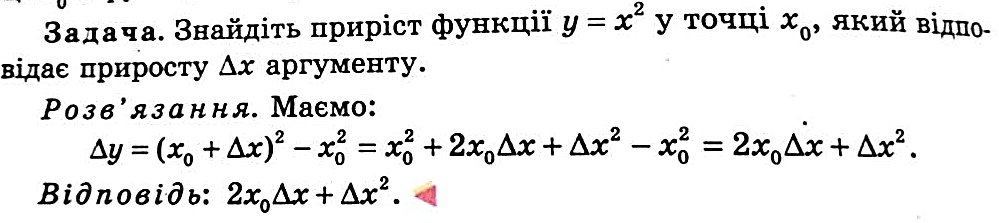 Задача. Знайдіть приріст функції y = x² у точці x₀, який відпо-
відає приросту Δx аргументу.
Розв’язання. Маємо:
Δy = (x₀ + Δx)² − x₀² = x₀² + 2x₀Δx + Δx² − x₀² = 2x₀Δx + Δx².
Відповідь: 2x₀Δx + Δx².